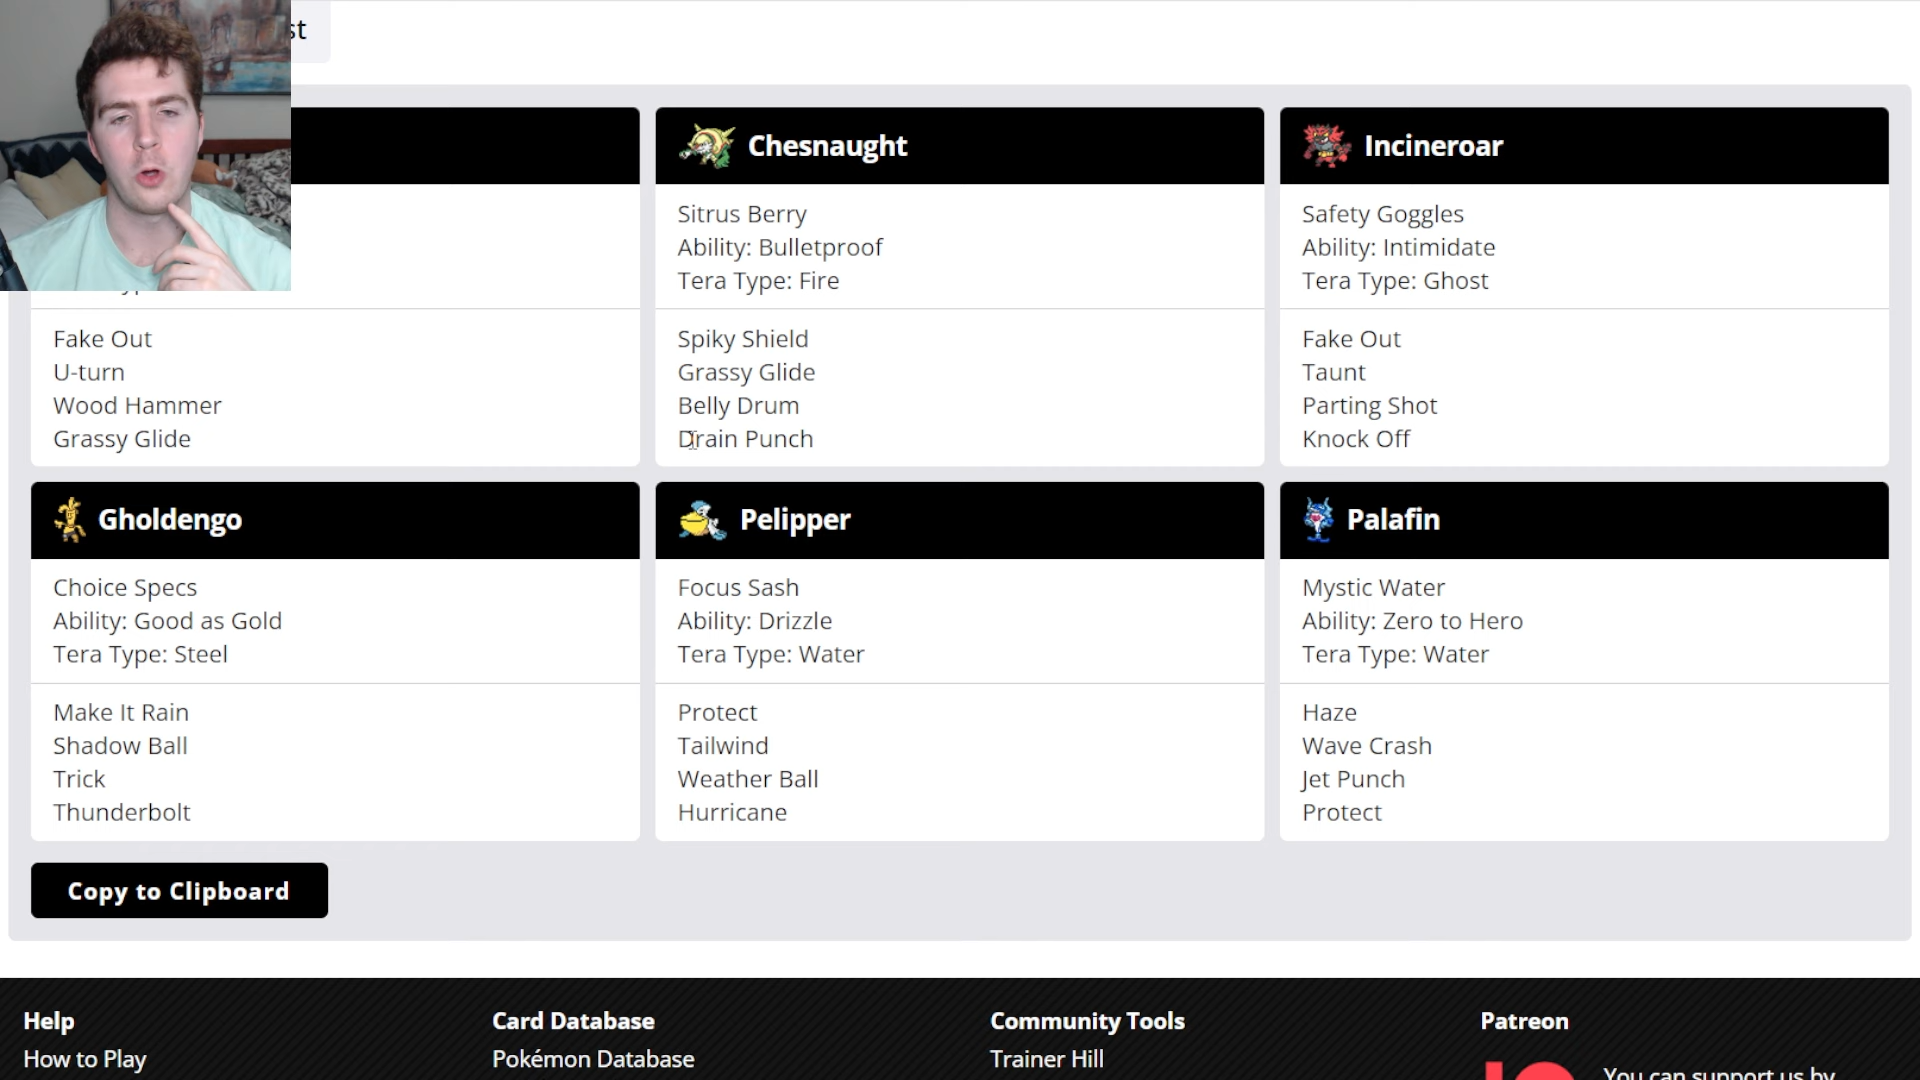 st
Chesnaught
Incineroar
Sitrus Berry
Ability: Bulletproof
Tera Type: Fire
Safety Goggles
Ability: Intimidate
Tera Type: Ghost
Fake Out
U-turn
Wood Hammer
Grassy Glide
Spiky Shield
Grassy Glide
Belly Drum
Drain Punch
Fake Out
Taunt
Parting Shot
Knock Off
Gholdengo
Pelipper
Palafin
Choice Specs
Ability: Good as Gold
Tera Type: Steel
Focus Sash
Ability: Drizzle
Tera Type: Water
Mystic Water
Ability: Zero to Hero
Tera Type: Water
Make It Rain
Shadow Ball
Trick
Thunderbolt
Protect
Tailwind
Weather Ball
Hurricane
Haze
Wave Crash
Jet Punch
Protect
Copy to Clipboard
Help
Card Database
Community Tools
Patreon
How to Play
Pokémon Database
Trainer Hill
You can support us by